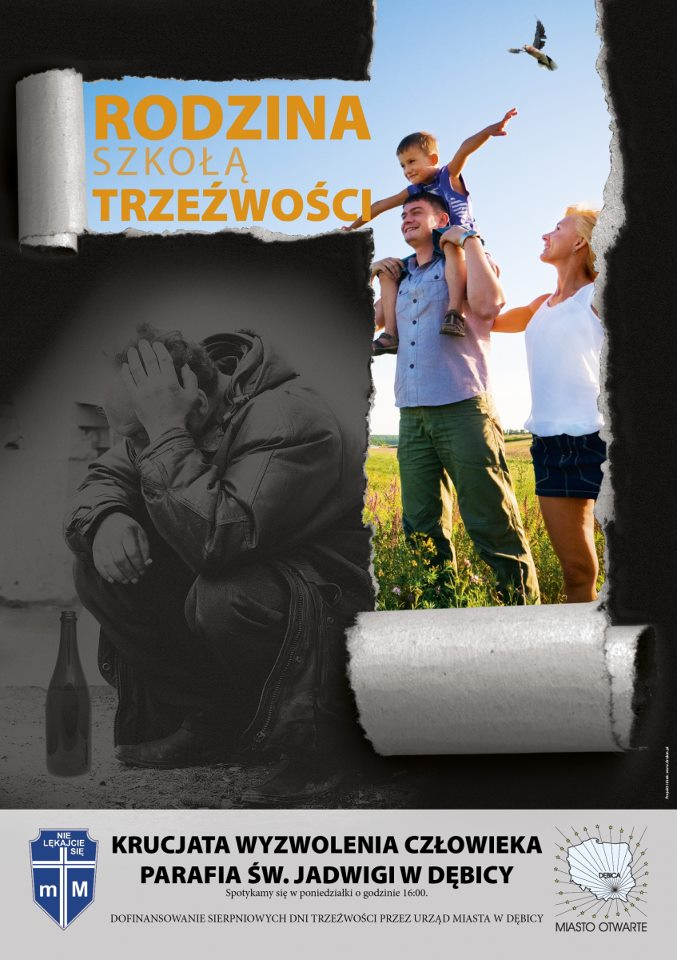 RODZINA
SZKOŁĄ
TRZEŹWOŚCI
NIE
LĘKAJCIE
SIĘ
m M
KRUCJATA WYZWOLENIA CZŁOWIEKA
PARAFIA ŚW. JADWIGI W DĘBICY
Spotykamy się w poniedziałki o godzinie 16:00.
DOFINANSOWANIE SIERPNIOWYCH DNI TRZEŹWOŚCI PRZEZ URZĄD MIASTA W DĘBICY
DĘBICA
MIASTO OTWARTE